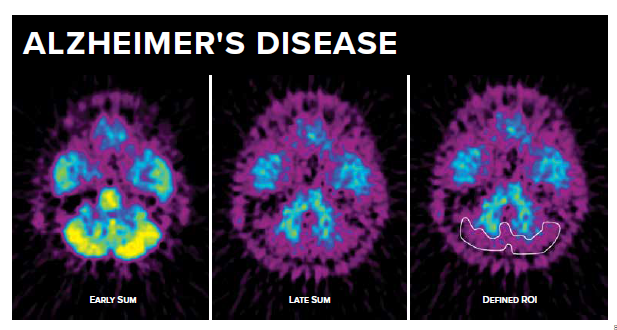 ALZHEIMER'S DISEASE
EARLY SUM
LATE SUM
DEFINED ROI